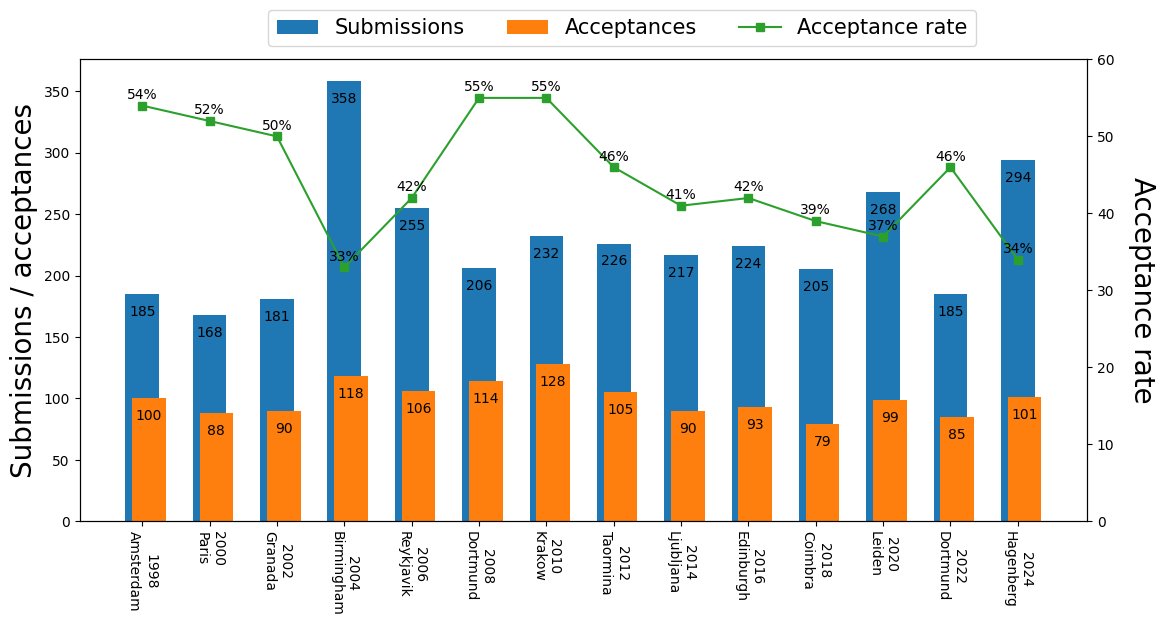 Submissions Acceptances Acceptance rate
Submissions / acceptances
350
300
250
200
150
100
50
0
60
50
40
30
20
10
0
Acceptance rate
54% 52% 50% 33% 42% 55% 55% 46% 41% 42% 39% 37% 46% 34%
185 168 181 358 255 206 232 226 217 224 205 268 185 294
100 88 90 118 106 114 128 105 90 93 79 99 85 101
1998
Amsterdam
2000
Paris
2002
Granada
2004
Birmingham
2006
Reykjavik
2008
Dortmund
2010
Krakow
2012
Taormina
2014
Ljubljana
2016
Edinburgh
2018
Coimbra
2020
Leiden
2022
Dortmund
2024
Hagenberg